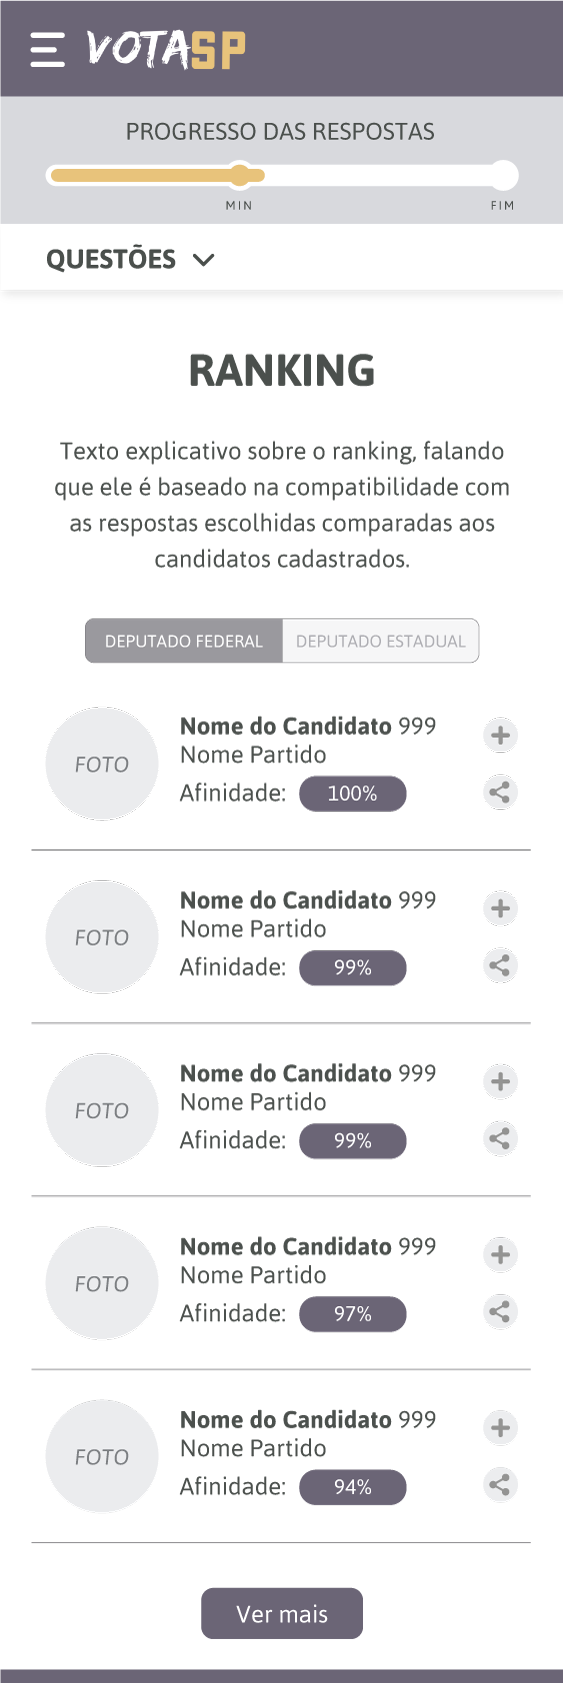 VOTASP
PROGRESSO DAS RESPOSTAS
MIN
FIM
QUESTÕES
RANKING
Texto explicativo sobre o ranking, falando
que ele é baseado na compatibilidade com
as respostas escolhidas comparadas aos
candidatos cadastrados.
DEPUTADO FEDERAL
DEPUTADO ESTADUAL
FOTO
Nome do Candidato 999
Nome Partido
Afinidade: 100%
FOTO
Nome do Candidato 999
Nome Partido
Afinidade: 99%
FOTO
Nome do Candidato 999
Nome Partido
Afinidade: 99%
FOTO
Nome do Candidato 999
Nome Partido
Afinidade: 97%
FOTO
Nome do Candidato 999
Nome Partido
Afinidade: 94%
Ver mais